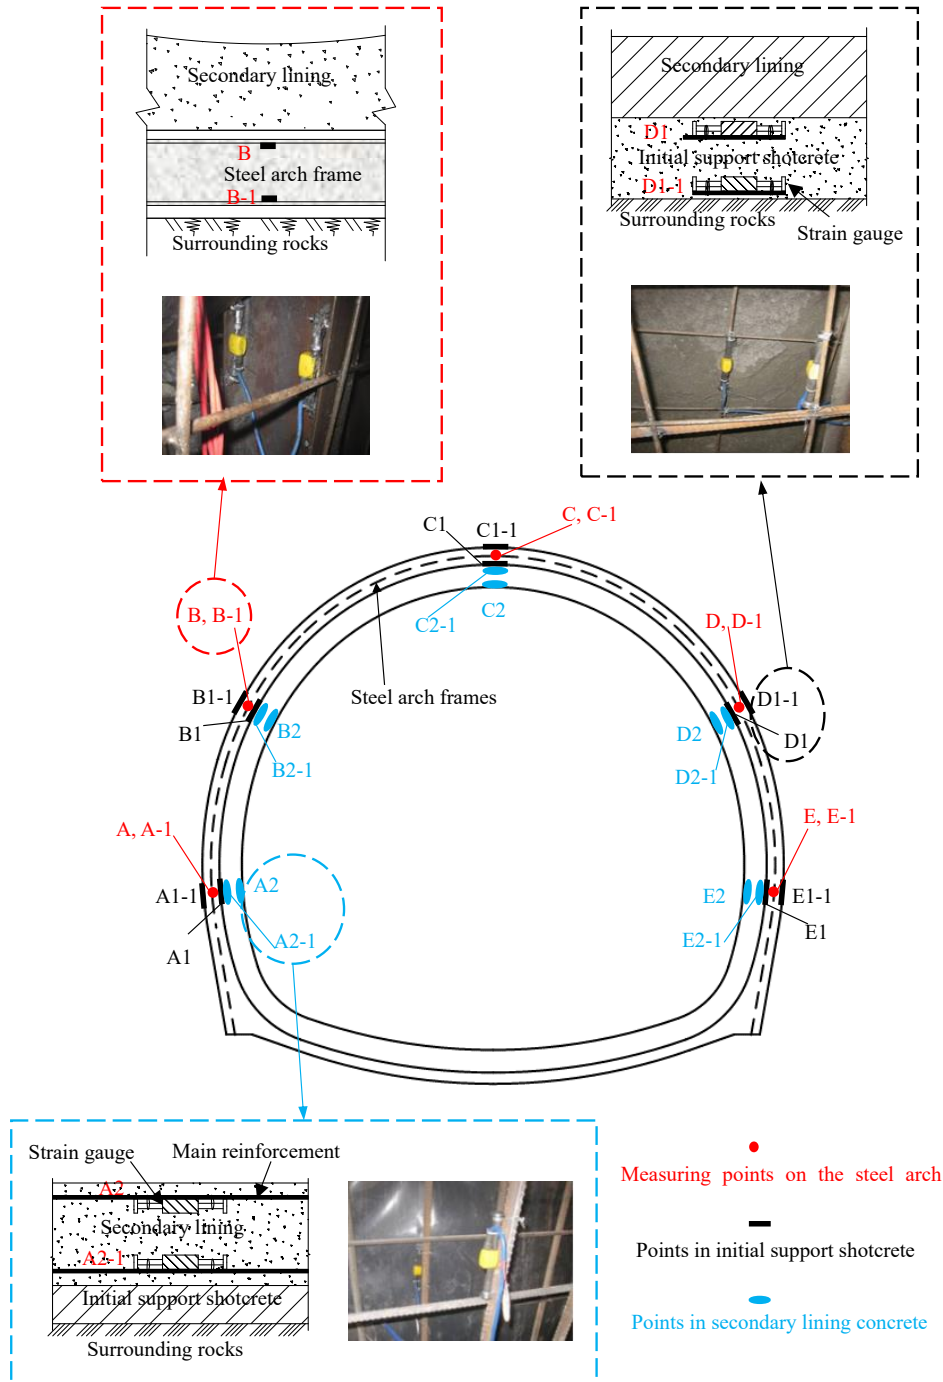 Secondary lining
B
Steel arch frame
B-1
Surrounding rocks
Secondary lining
D1
Initial support shotcrete
D1-1
Surrounding rocks
Strain gauge
C1
C1-1
C, C-1
C2-1
C2
B, B-1
D, D-1
Steel arch frames
B1-1
B1
B2
B2-1
D1-1
D1
D2
D2-1
A, A-1
E, E-1
A1-1
A2
A1
A2-1
E2
E1-1
E2-1
E1
Strain gauge
Main reinforcement
A2
Secondary lining
A2-1
Initial support shotcrete
Surrounding rocks
Measuring points on the steel arch
Points in initial support shotcrete
Points in secondary lining concrete